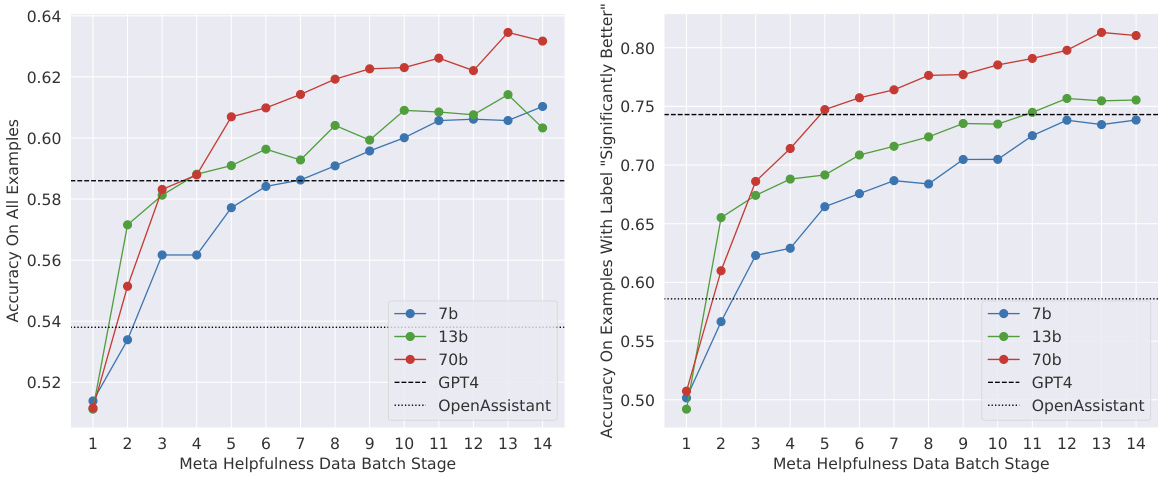 0.64
0.62
0.60
0.58
0.56
0.54
0.52
Accuracy On All Examples
7b
13b
70b
GPT4
OpenAssistant
1 2 3 4 5 6 7 8 9 10 11 12 13 14
Meta Helpfulness Data Batch Stage
0.80
0.75
0.70
0.65
0.60
0.55
0.50
Accuracy On Examples With Label "Significantly Better"
7b
13b
70b
GPT4
OpenAssistant
1 2 3 4 5 6 7 8 9 10 11 12 13 14
Meta Helpfulness Data Batch Stage